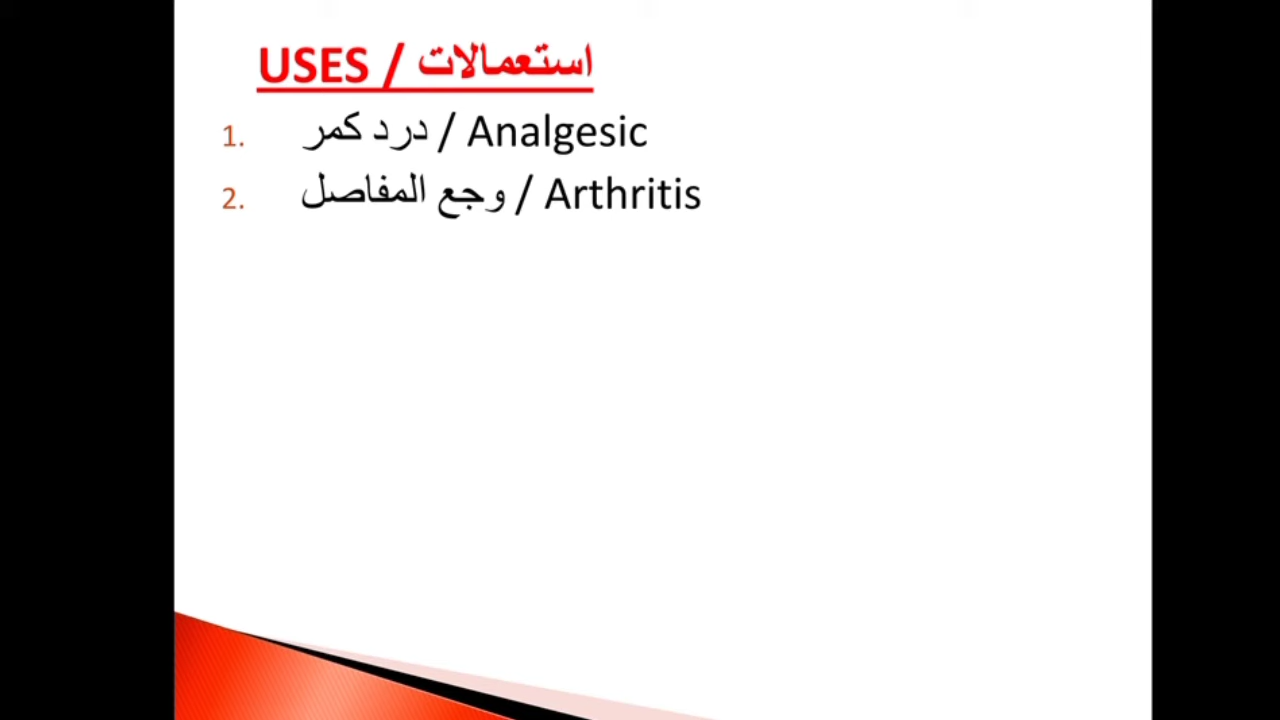 USES / استعمالات
1. درد کمر / Analgesic
2. وجع المفاصل / Arthritis